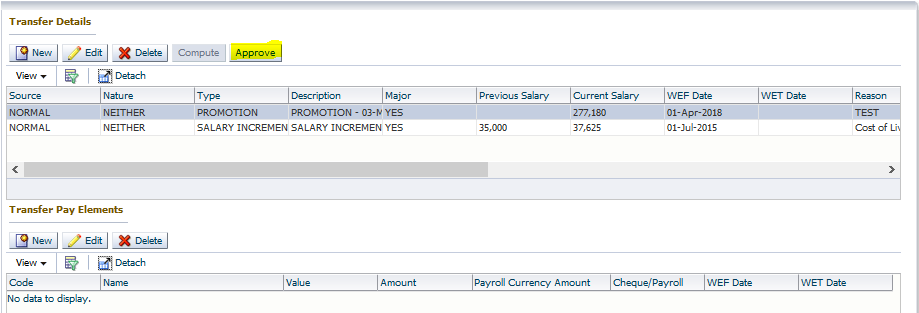 Transfer Details
New Edit Delete Compute Approve
View Detach
Source Nature Type Description Major Previous Salary Current Salary WEF Date WET Date Reason
NORMAL NEITHER PROMOTION PROMOTION - 03-M YES 277,180 01-Apr-2018 TEST
NORMAL NEITHER SALARY INCREMEN SALARY INCREMEN YES 35,000 37,625 01-Jul-2015 Cost of Liv
Transfer Pay Elements
New Edit Delete
View Detach
Code Name Value Amount Payroll Currency Amount Cheque/Payroll WEF Date WET Date
No data to display.